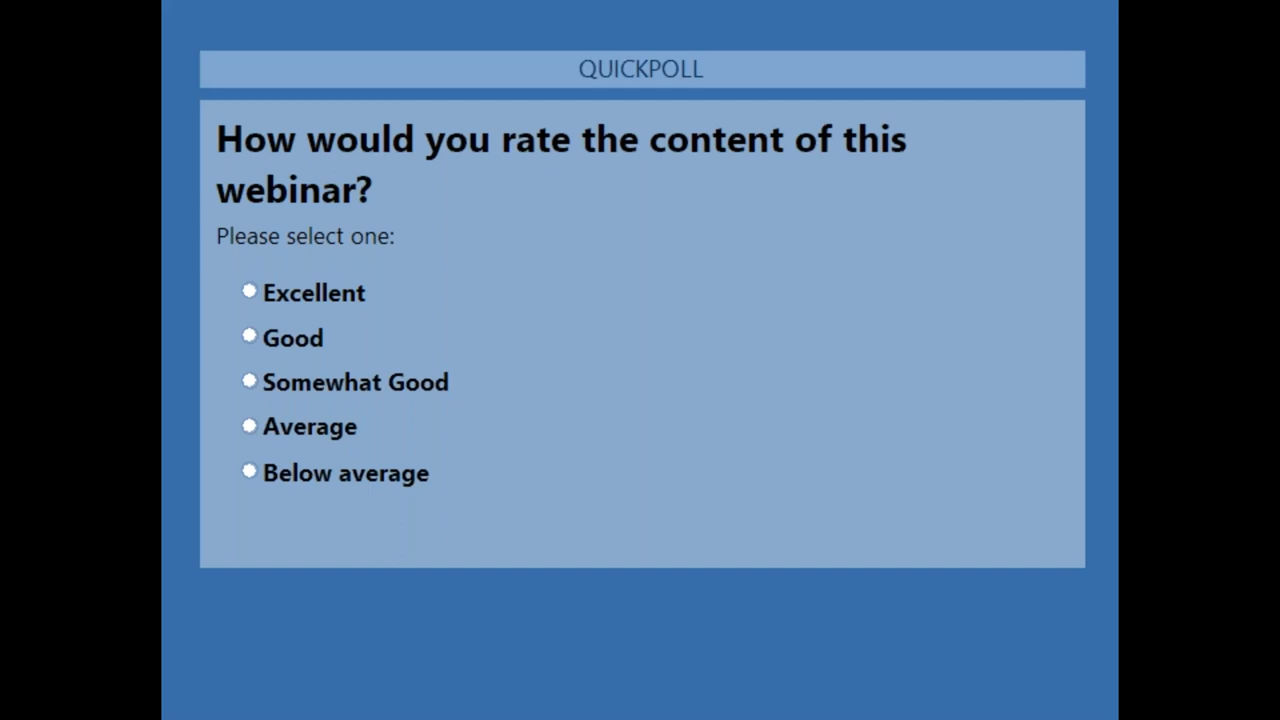 QUICKPOLL
How would you rate the content of this
webinar?
Please select one:
Excellent
Good
Somewhat Good
Average
Below average